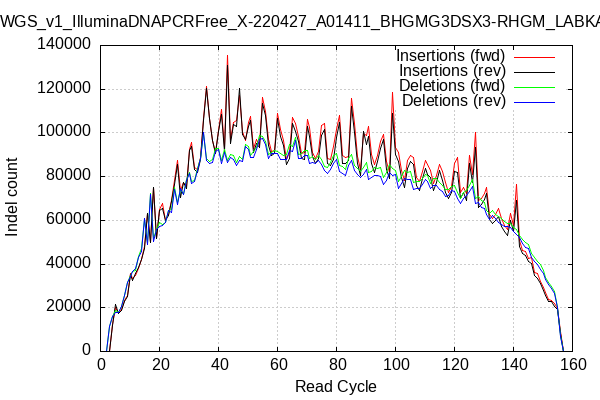 WGS_v1_IlluminaDNAPCRFree_X-220427_A01411_BHGMG3DSX3-RHGM_LABKA
Insertions (fwd)
Insertions (rev)
Deletions (fwd)
Deletions (rev)
140000
120000
100000
80000
60000
40000
20000
0
Indel count
0 20 40 60 80 100 120 140 160
Read Cycle